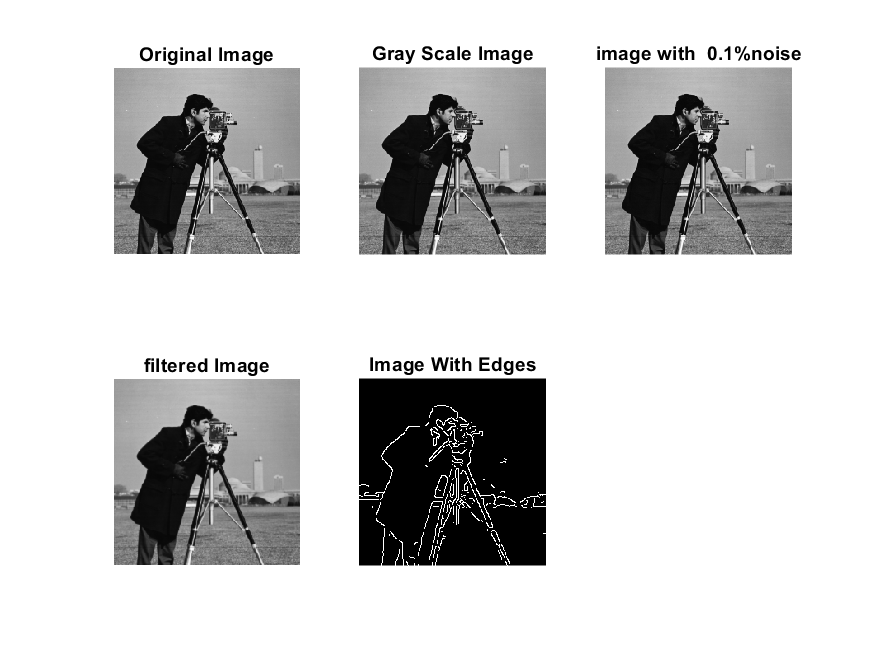 Original Image
Gray Scale Image
image with  0.1%noise
filtered Image
Image With Edges